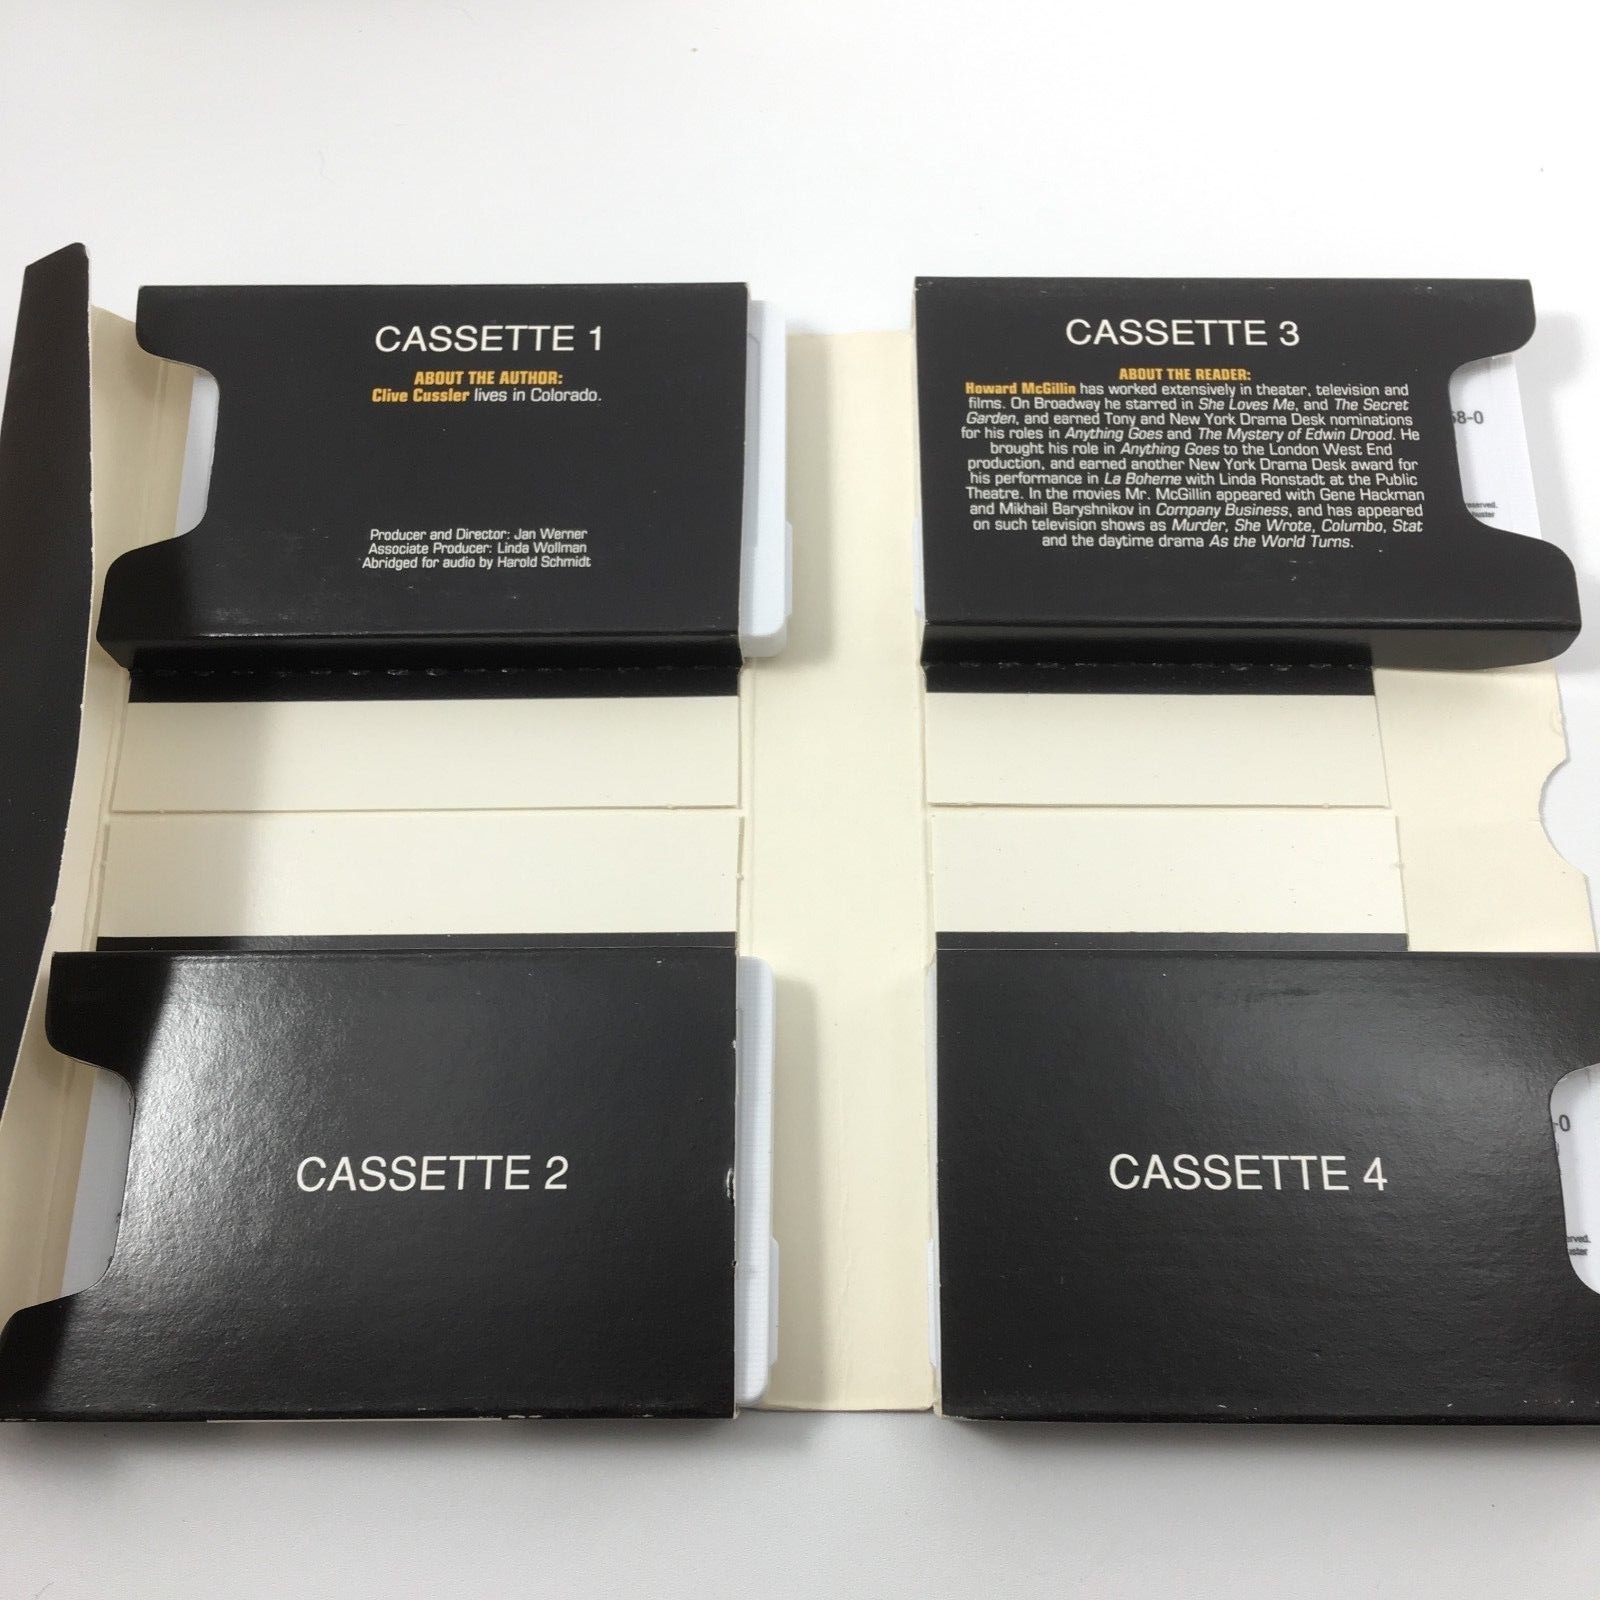 CASSETTE 1
ABOUT THE AUTHOR:
Clive Cussler lives in Colorado.
Producer and Director: Jan Werner
Associate Producer: Linda Wollman
Abridged for audio by Harold Schmidt
CASSETTE 3
ABOUT THE READER:
Howard McGillin has worked extensively in theater, television and
films. On Broadway he starred in She Loves Me, and The Secret
Garden, and earned Tony and New York Drama Desk nominations
for his roles in Anything Goes and The Mystery of Edwin Drood. He
brought his role in Anything Goes to the London West End
production, and earned another New York Drama Desk award for
his performance in La Boheme with Linda Ronstadt at the Public
Theatre. In the movies Mr. McGillin appeared with Gene Hackman
and Mikhail Baryshnikov in Company Business, and has appeared
on such television shows as Murder, She Wrote, Columbo, Stat
and the daytime drama As the World Turns.
8-0
CASSETTE 2
CASSETTE 4
-0